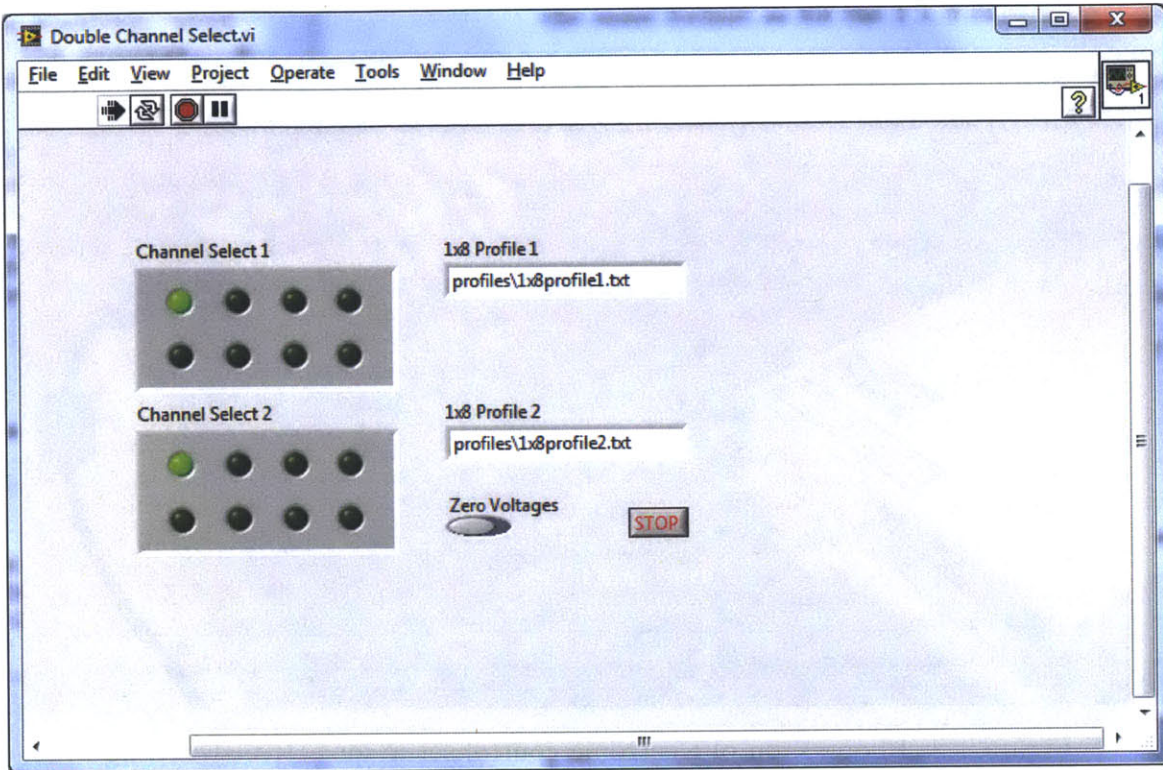 Double Channel Select.vi
File Edit View Project Operate Tools Window Help
?
1
Channel Select 1
1x8 Profile 1
profiles\1x8profile1.txt
Channel Select 2
1x8 Profile 2
profiles\1x8profile2.txt
Zero Voltages
STOP